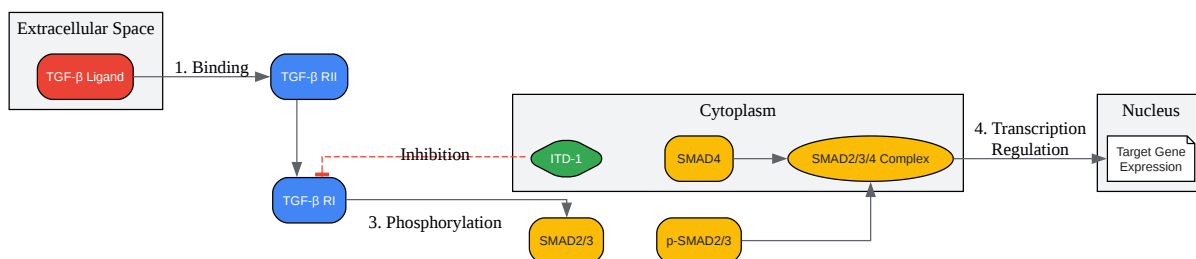 Extracellular Space
TGF-β Ligand
1. Binding
TGF-β RII
Cytoplasm
Nucleus
4. Transcription
Regulation
Inhibition
ITD-1
SMAD4
SMAD2/3/4 Complex
Target Gene
Expression
TGF-β RI
3. Phosphorylation
SMAD2/3
p-SMAD2/3